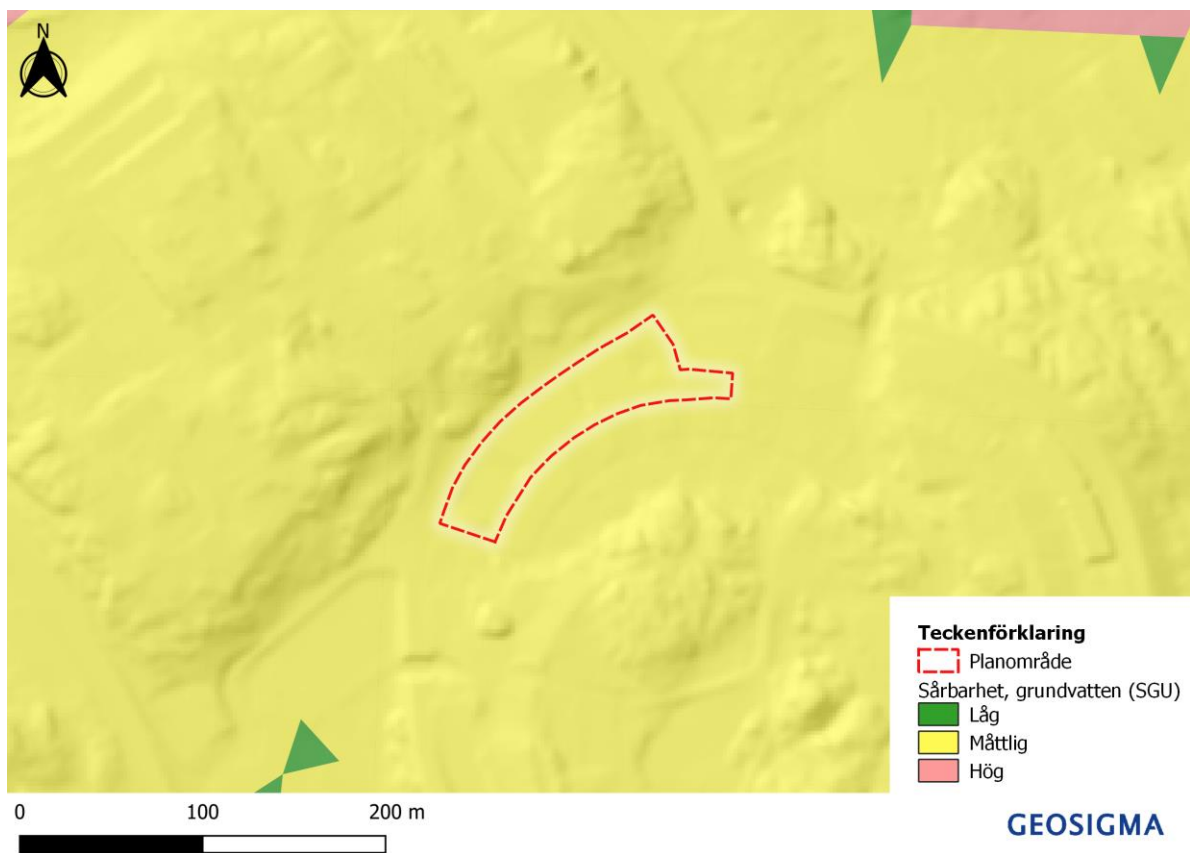 N
Teckenförklaring
Planområde
Sårbarhet, grundvatten (SGU)
Låg
Måttlig
Hög
0 100 200 m
GEOSIGMA